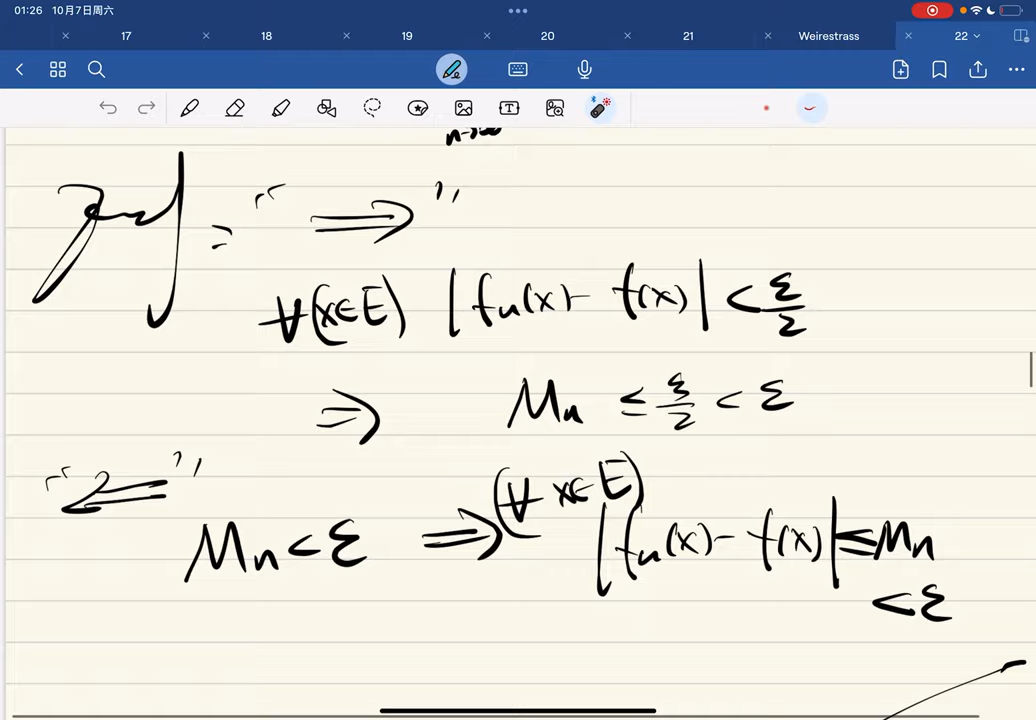 01:26 10月7日周六
17 18 19 20 21 Weirestrass 22
n→∞
Proof = "⇒"
∀(x∈E) |fn(x) - f(x)| < ε/2
⇒ Mn ≤ ε/2 < ε
"⇐"
(∀x∈E)
Mn < ε ⇒ |fn(x) - f(x)| ≤ Mn
< ε